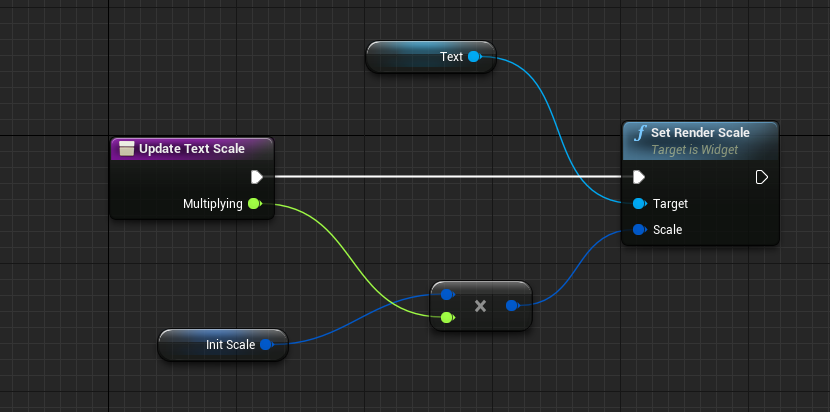 Text
Update Text Scale
Multiplying
Set Render Scale
Target is Widget
Target
Scale
Init Scale